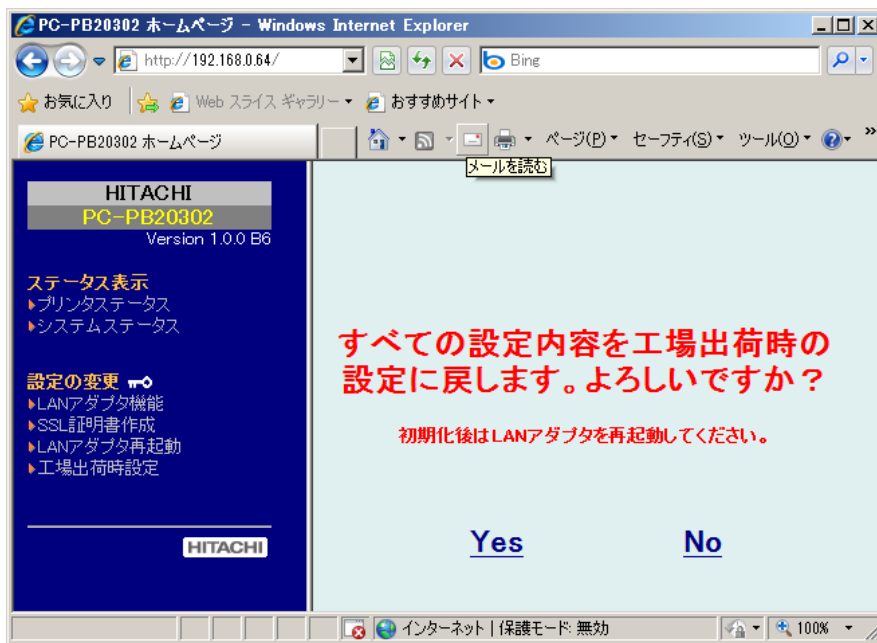 PC-PB20302 ホームページ - Windows Internet Explorer
http://192.168.0.64/
Bing
お気に入り
Web スライス ギャラリー
おすすめサイト
PC-PB20302 ホームページ
ページ(P)
セーフティ(S)
ツール(O)
»
メールを読む
HITACHI
PC-PB20302
Version 1.0.0 B6
ステータス表示
プリンタステータス
システムステータス
設定の変更
LANアダプタ機能
SSL証明書作成
LANアダプタ再起動
工場出荷時設定
HITACHI
すべての設定内容を工場出荷時の
設定に戻します。よろしいですか？
初期化後はLANアダプタを再起動してください。
Yes
No
インターネット | 保護モード: 無効
100%